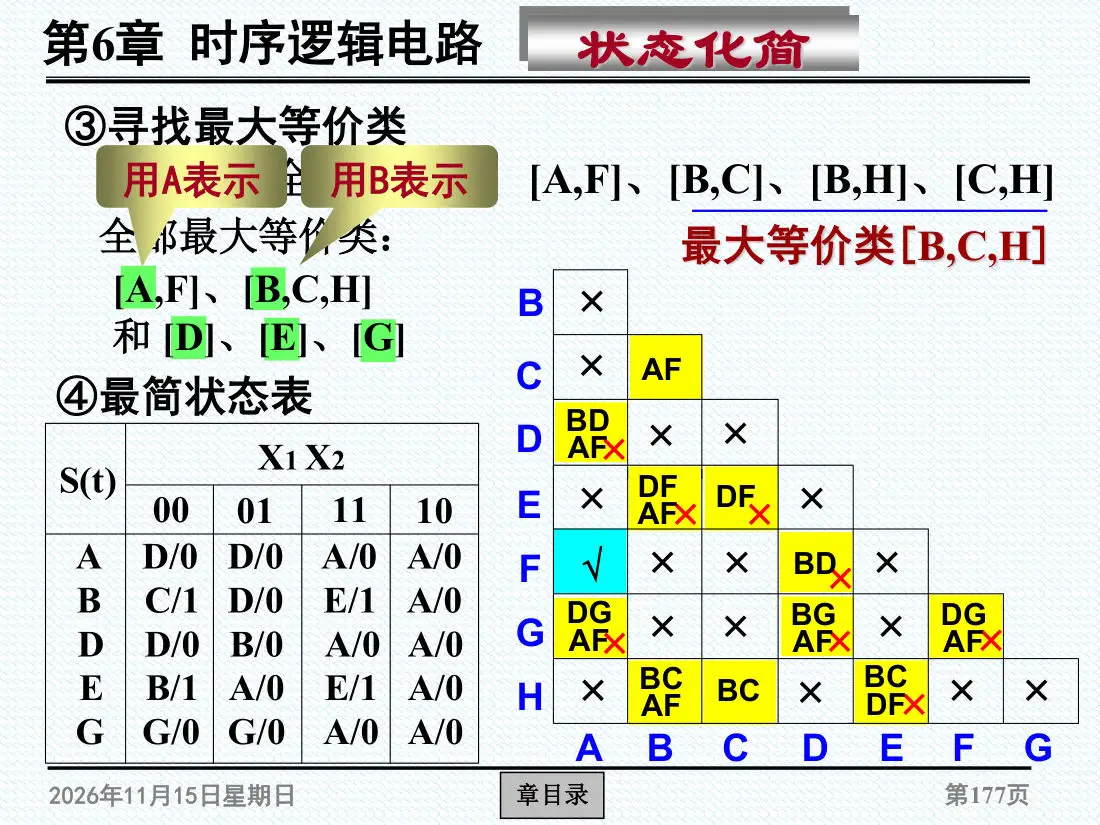 第6章 时序逻辑电路
状态化简
③寻找最大等价类
用A表示
用B表示
全
全部最大等价类：
[A,F]、[B,C,H]
和 [D]、[E]、[G]
[A,F]、[B,C]、[B,H]、[C,H]
最大等价类[B,C,H]
④最简状态表
S(t) X1 X2
00 01 11 10
A D/0 D/0 A/0 A/0
B C/1 D/0 E/1 A/0
D D/0 B/0 A/0 A/0
E B/1 A/0 E/1 A/0
G G/0 G/0 A/0 A/0
B ×
C × AF
D BD AF× × ×
E × DF AF× DF× ×
F √ × × BD× ×
G DG AF× × × BG AF× × DG AF×
H × BC AF BC × BC DF× × ×
A B C D E F G
2026年11月15日星期日
章目录
第177页